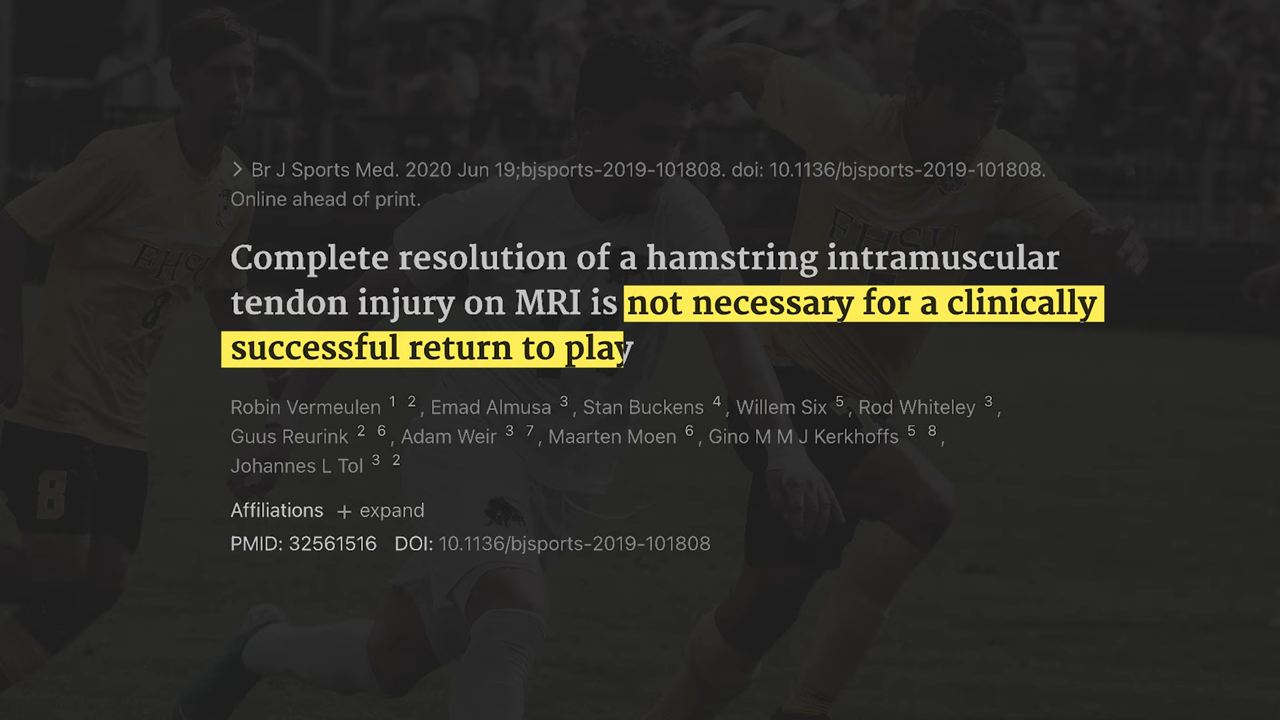 > Br J Sports Med. 2020 Jun 19;bjsports-2019-101808. doi: 10.1136/bjsports-2019-101808.
Online ahead of print.
Complete resolution of a hamstring intramuscular
tendon injury on MRI is not necessary for a clinically
successful return to play
Robin Vermeulen 1 2, Emad Almusa 3, Stan Buckens 4, Willem Six 5, Rod Whiteley 3,
Guus Reurink 2 6, Adam Weir 3 7, Maarten Moen 6, Gino M M J Kerkhoffs 5 8,
Johannes L Tol 3 2
Affiliations + expand
PMID: 32561516 DOI: 10.1136/bjsports-2019-101808
FHSU
8